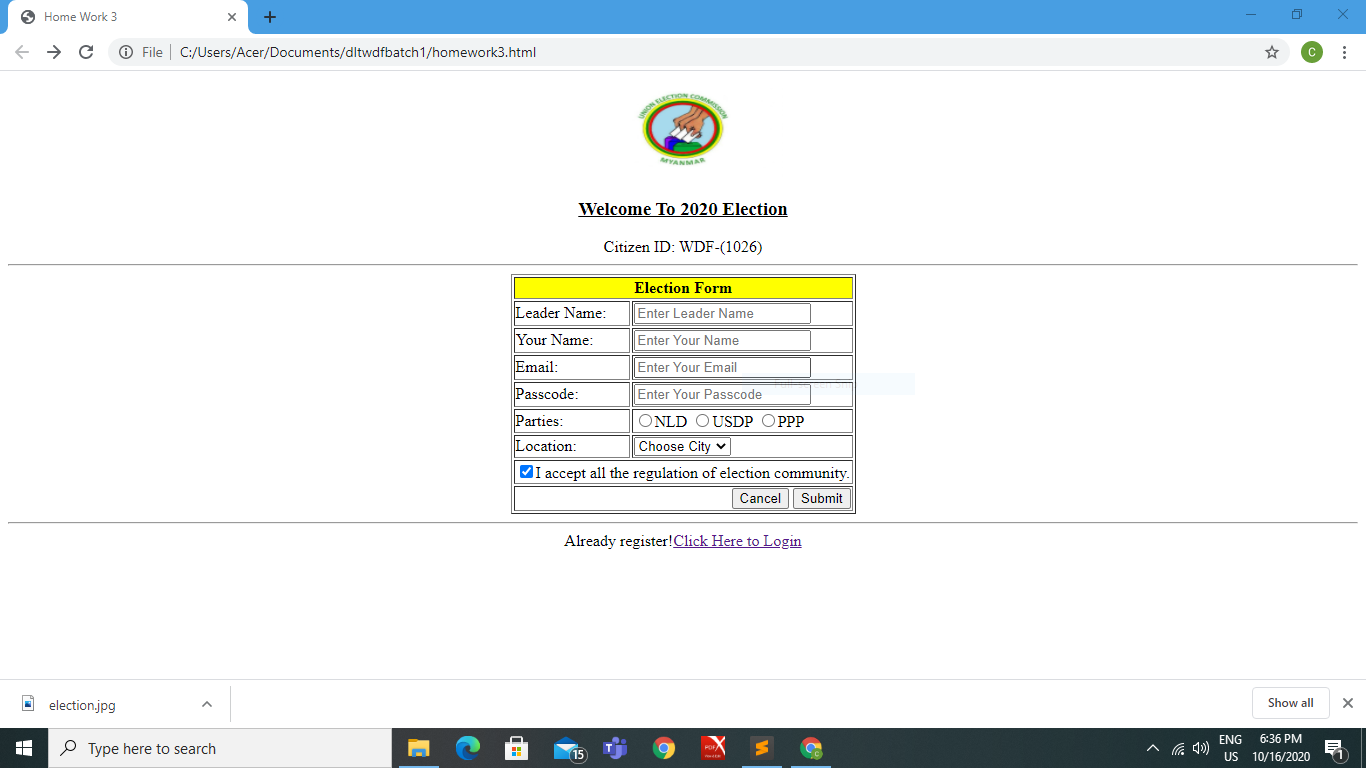 Home Work 3
File
C:/Users/Acer/Documents/dltwdfbatch1/homework3.html
C
UNION ELECTION COMMISSION
MYANMAR
Welcome To 2020 Election
Citizen ID: WDF-(1026)
Election Form
Leader Name: Enter Leader Name
Your Name: Enter Your Name
Email: Enter Your Email
Passcode: Enter Your Passcode
Parties: NLD USDP PPP
Location: Choose City
I accept all the regulation of election community.
Cancel Submit
Already register!Click Here to Login
election.jpg
Show all
Type here to search
15
PDF
ENG
US
6:36 PM
10/16/2020
1